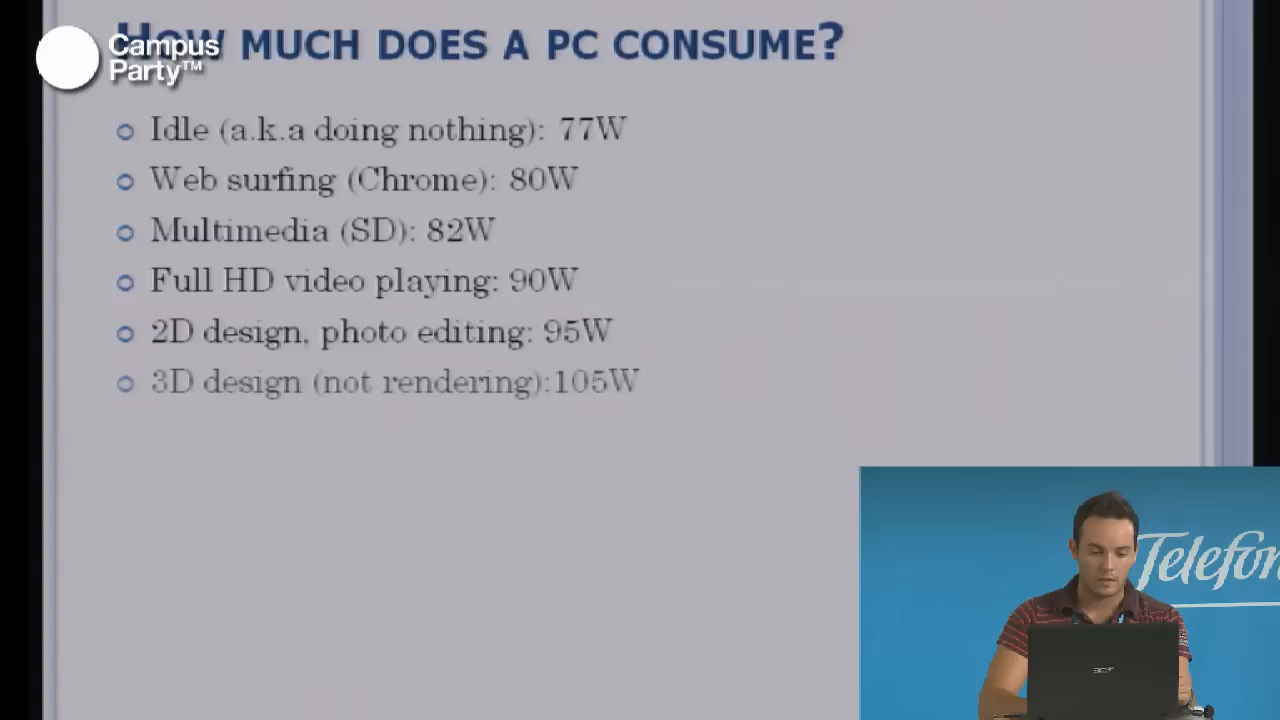 HOW MUCH DOES A PC CONSUME?
Campus
Party™
Idle (a.k.a doing nothing): 77W
Web surfing (Chrome): 80W
Multimedia (SD): 82W
Full HD video playing: 90W
2D design, photo editing: 95W
3D design (not rendering):105W
Telefon
acer